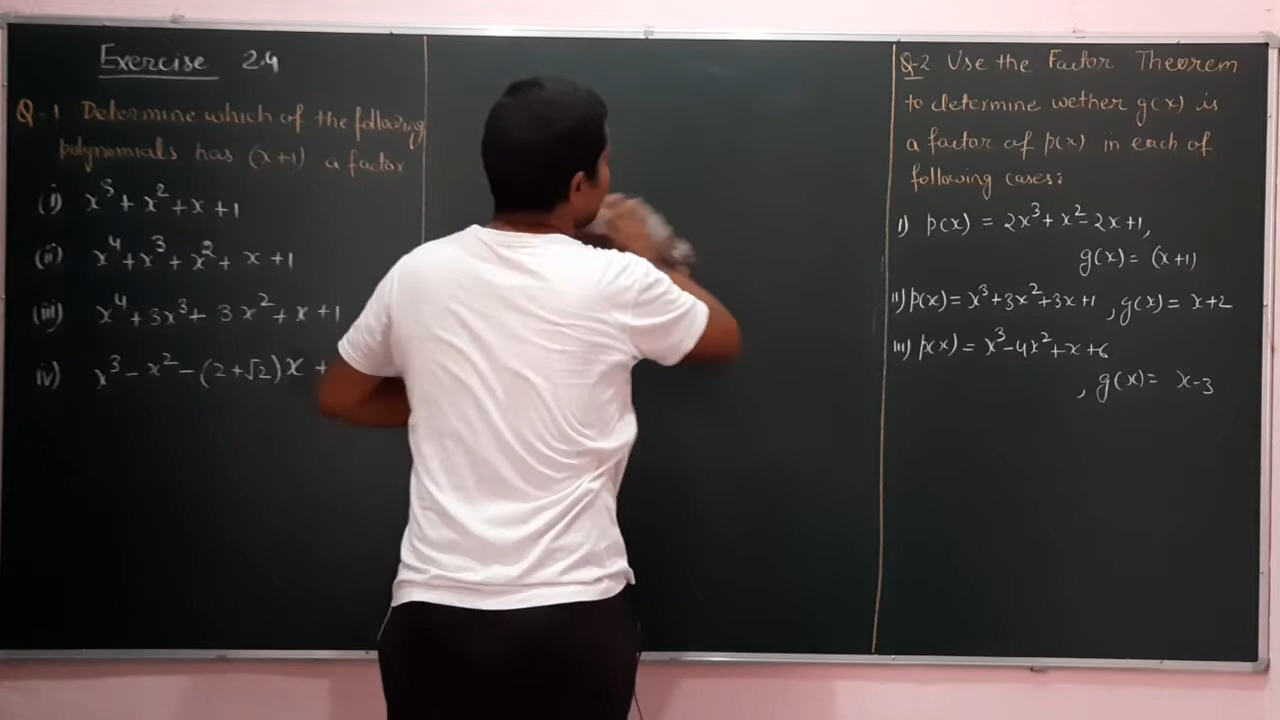 Exercise 2.4
Q-1 Determine which of the following
polynomials has (x+1) a factor
(i) x³ + x² + x + 1
(ii) x⁴ + x³ + x² + x + 1
(iii) x⁴ + 3x³ + 3x² + x + 1
iv) x³ - x² - (2+√2)x +
Q-2 Use the Factor Theorem
to determine wether g(x) is
a factor of p(x) in each of
following cases:
i) p(x) = 2x³ + x² - 2x + 1,
g(x) = (x+1)
ii) p(x) = x³ + 3x² + 3x + 1 , g(x) = x + 2
iii) p(x) = x³ - 4x² + x + 6
, g(x) = x - 3